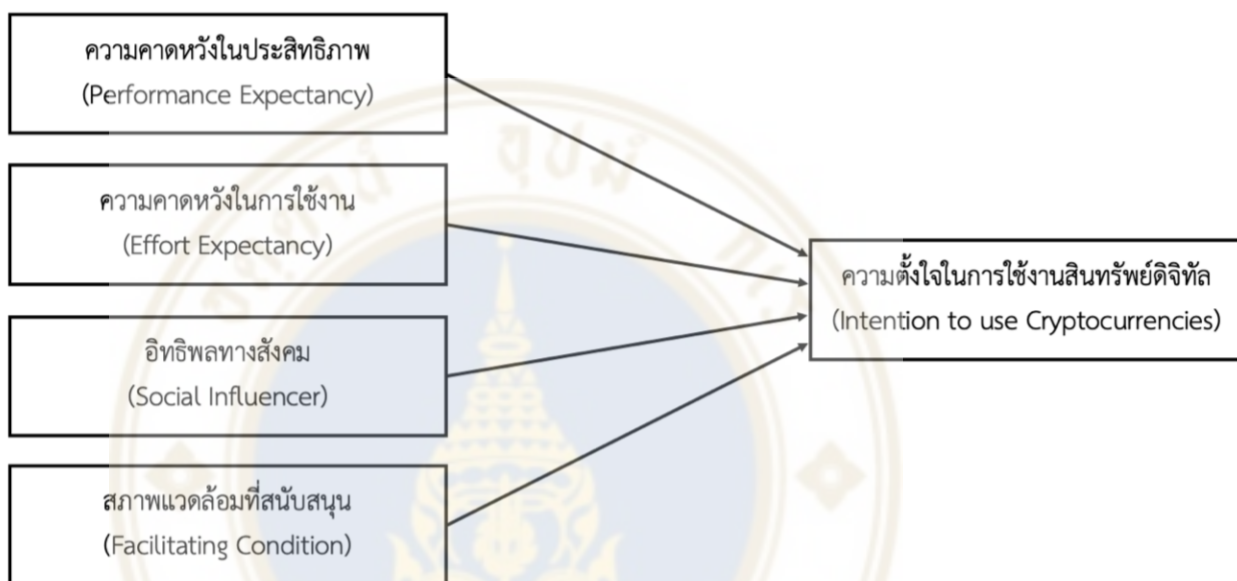 ความคาดหวังในประสิทธิภาพ
(Performance Expectancy)
ความคาดหวังในการใช้งาน
(Effort Expectancy)
อิทธิพลทางสังคม
(Social Influencer)
สภาพแวดล้อมที่สนับสนุน
(Facilitating Condition)
ความตั้งใจในการใช้งานสินทรัพย์ดิจิทัล
(Intention to use Cryptocurrencies)